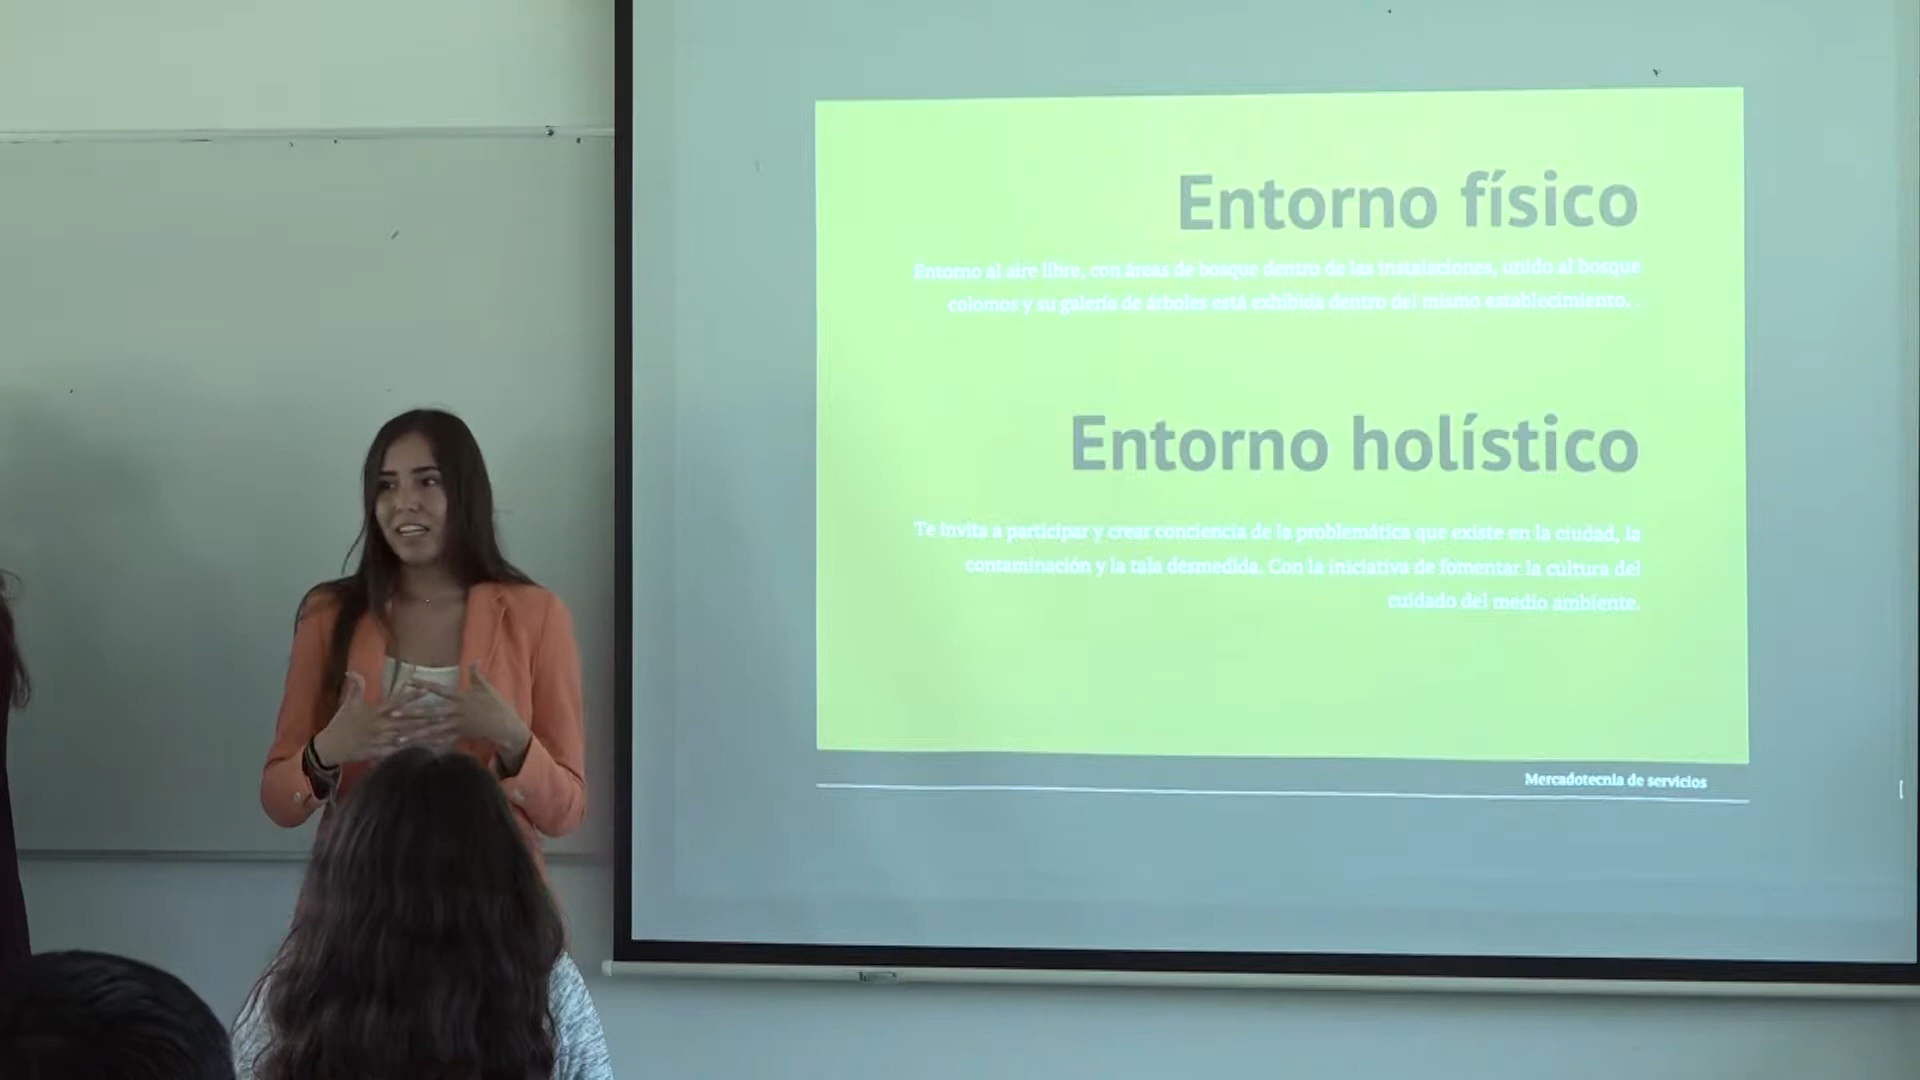 Entorno físico
Entorno al aire libre, con áreas de bosque dentro de las instalaciones, unido al bosque
colomos y su galería de árboles está exhibida dentro del mismo establecimiento. .
Entorno holístico
Te invita a participar y crear conciencia de la problemática que existe en la ciudad, la
contaminación y la tala desmedida. Con la iniciativa de fomentar la cultura del
cuidado del medio ambiente.
Mercadotecnia de servicios